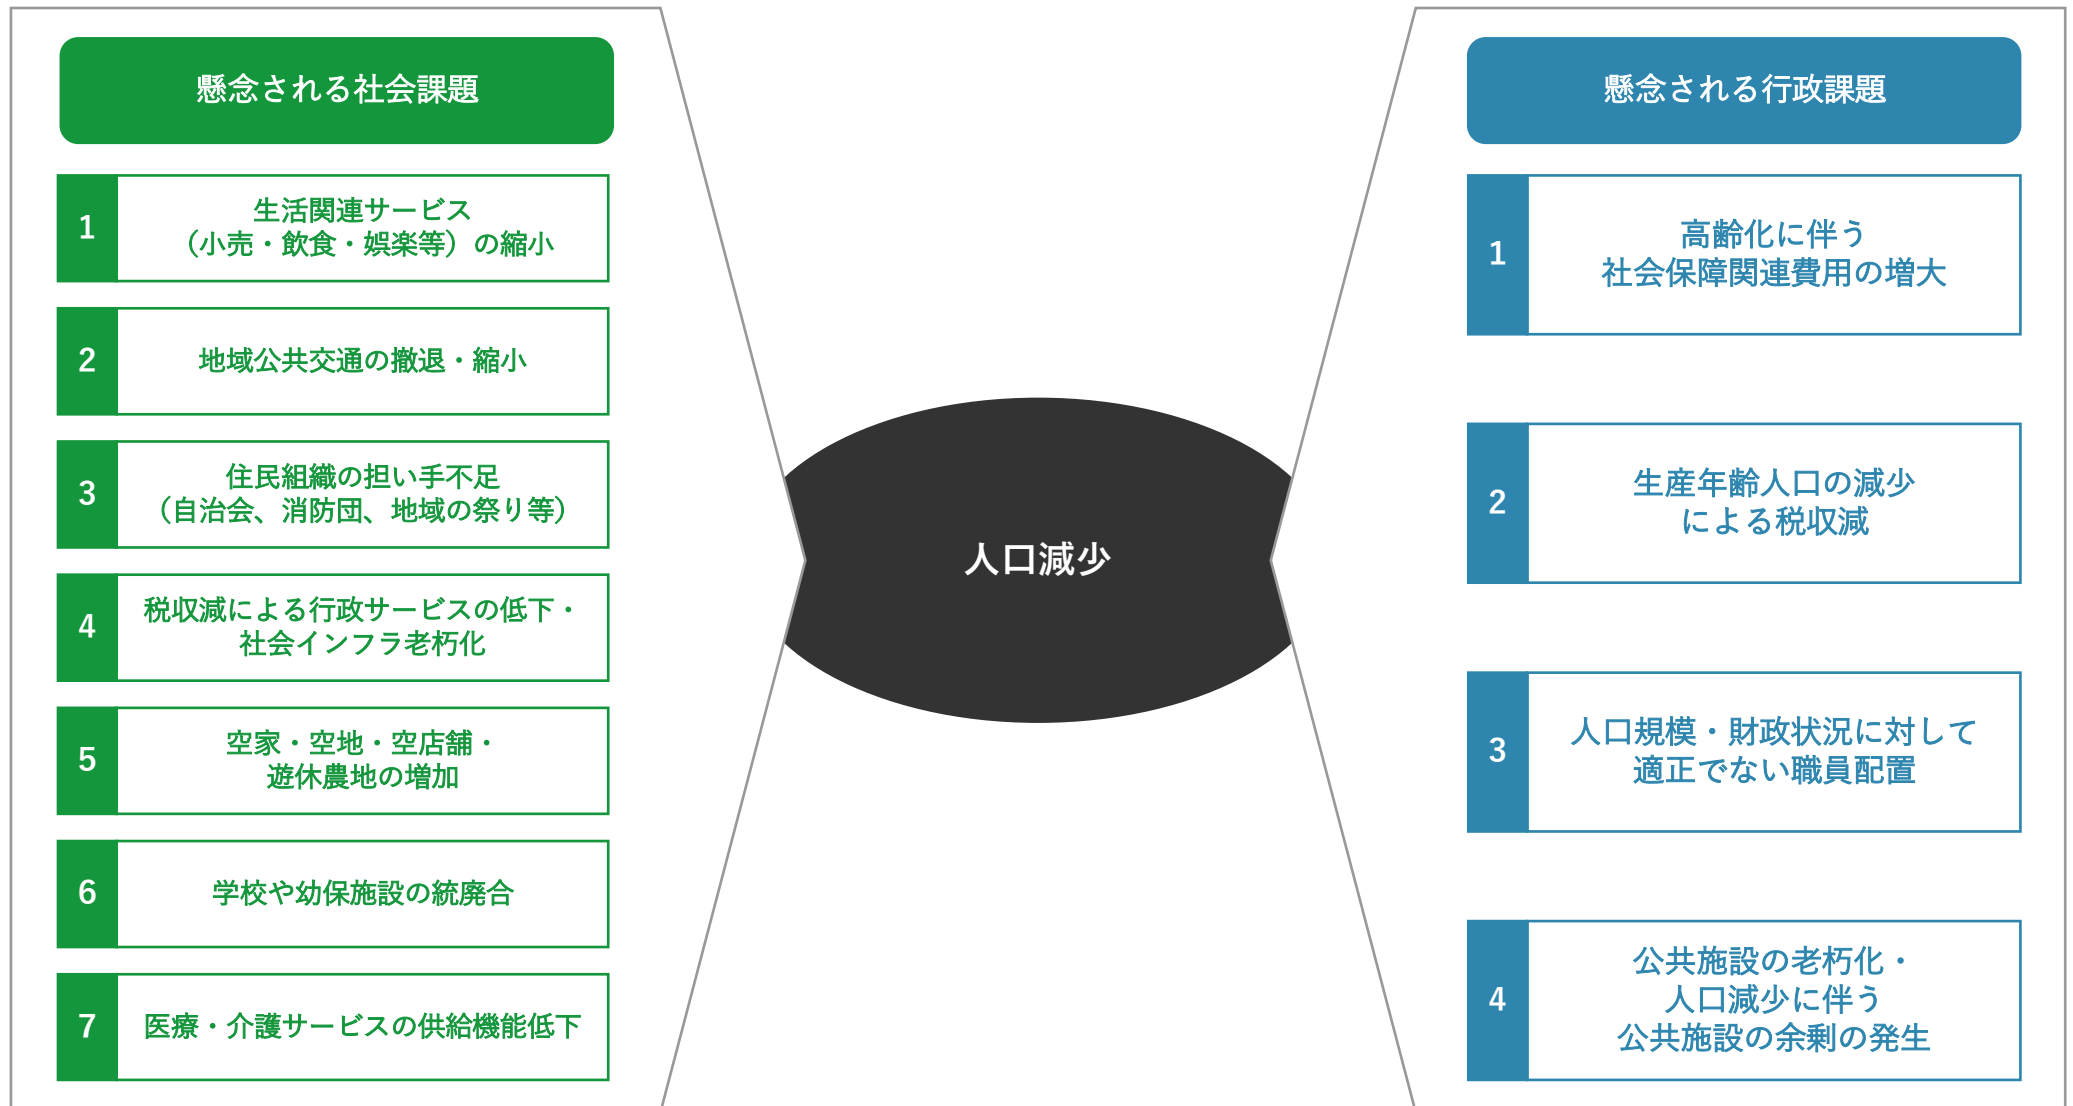 懸念される社会課題
1
生活関連サービス
（小売・飲食・娯楽等）の縮小
2
地域公共交通の撤退・縮小
3
住民組織の担い手不足
（自治会、消防団、地域の祭り等）
4
税収減による行政サービスの低下・
社会インフラ老朽化
5
空家・空地・空店舗・
遊休農地の増加
6
学校や幼保施設の統廃合
7
医療・介護サービスの供給機能低下
人口減少
懸念される行政課題
1
高齢化に伴う
社会保障関連費用の増大
2
生産年齢人口の減少
による税収減
3
人口規模・財政状況に対して
適正でない職員配置
4
公共施設の老朽化・
人口減少に伴う
公共施設の余剰の発生